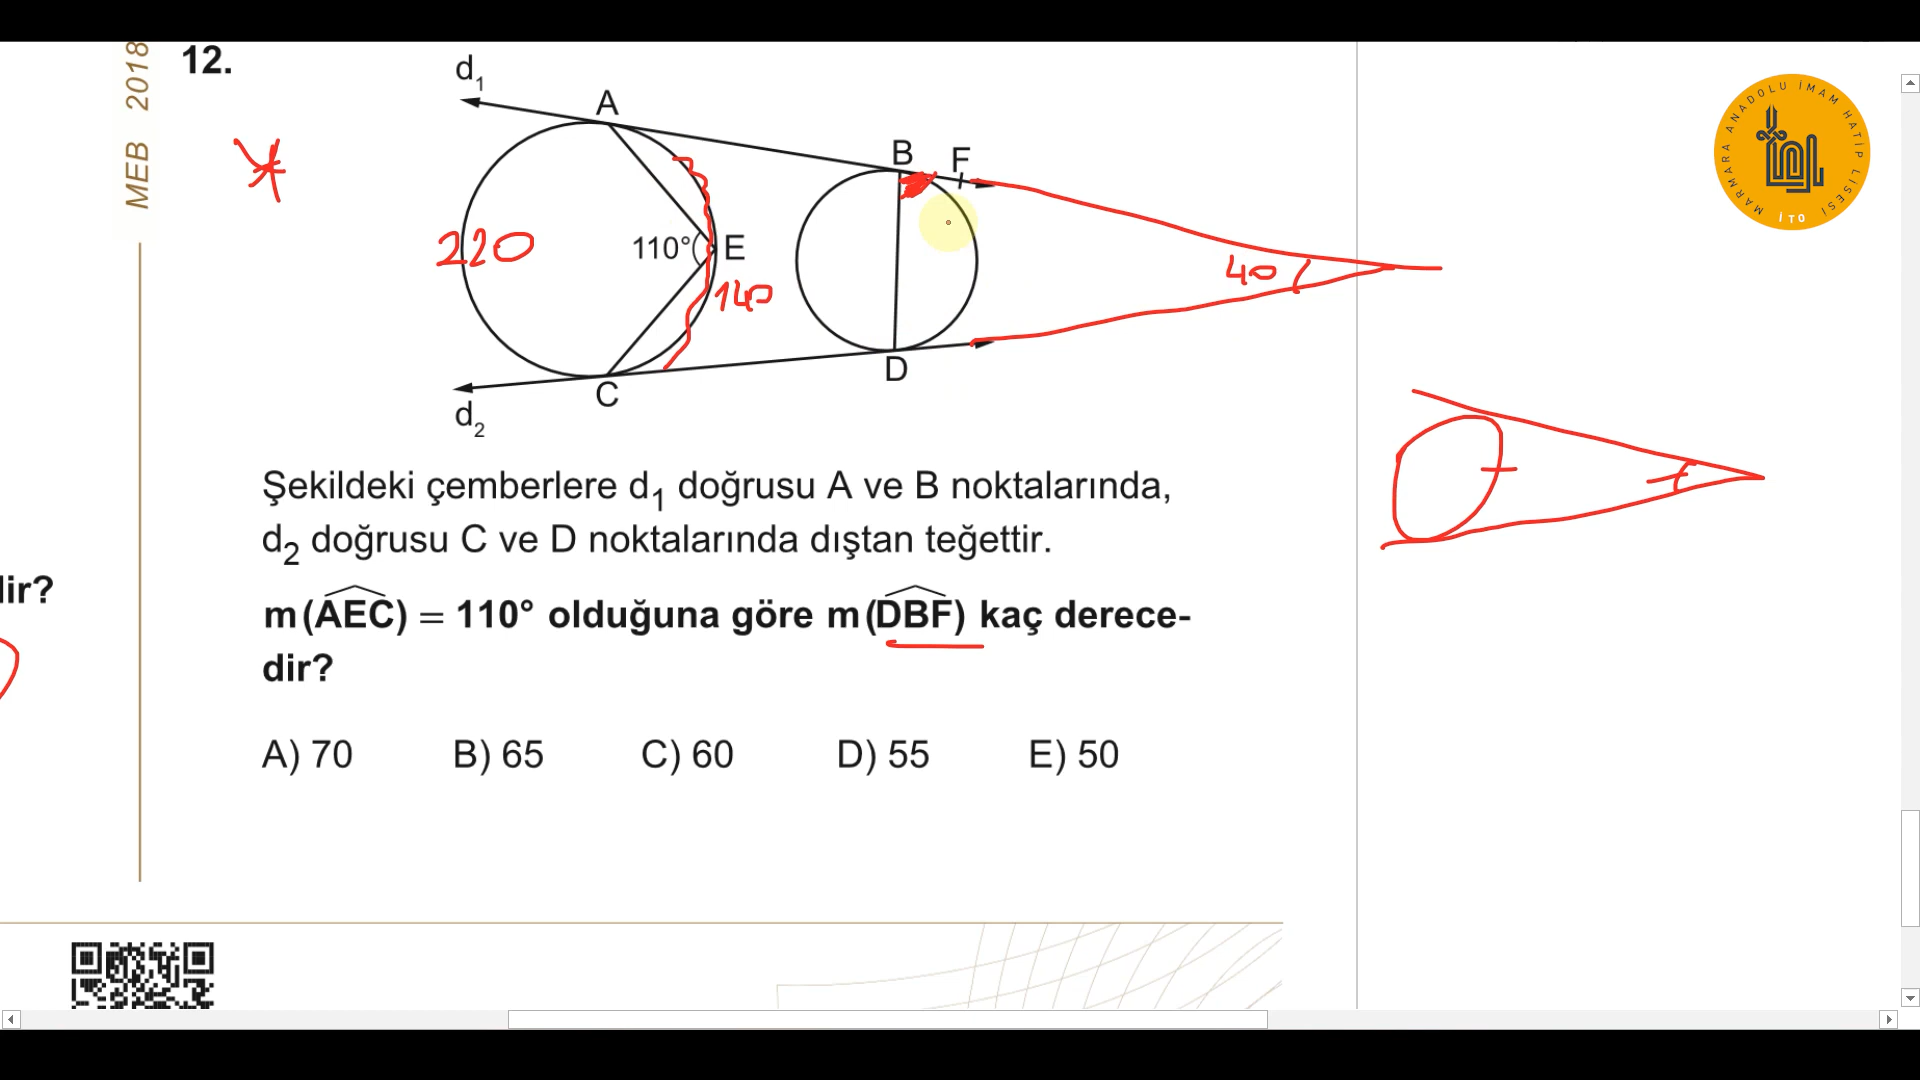 MEB 2018
12.
d1
A
B
F
220
110°
E
140
40
C
D
d2
Şekildeki çemberlere d1 doğrusu A ve B noktalarında,
d2 doğrusu C ve D noktalarında dıştan teğettir.
m(AEC) = 110° olduğuna göre m(DBF) kaç derece-
dir?
A) 70 B) 65 C) 60 D) 55 E) 50
dir?
MARMARA ANADOLU İMAM HATİP LİSESİ
İTO